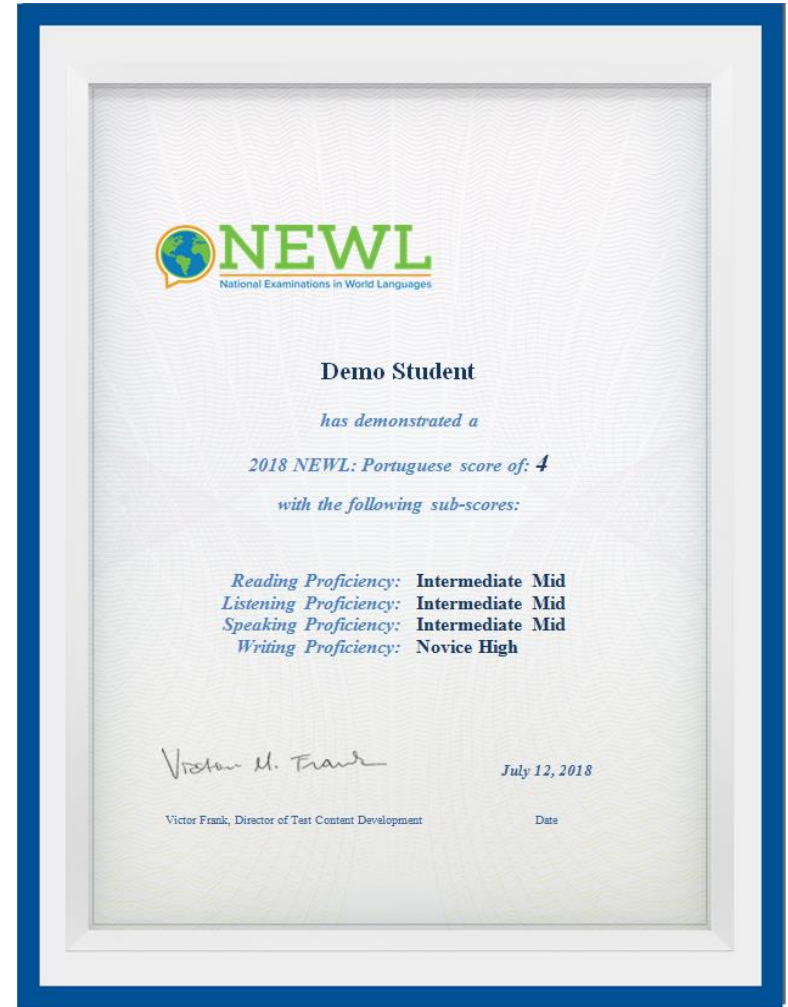 NEWL
National Examinations in World Languages
Demo Student
has demonstrated a
2018 NEWL: Portuguese score of: 4
with the following sub-scores:
Reading Proficiency: Intermediate Mid
Listening Proficiency: Intermediate Mid
Speaking Proficiency: Intermediate Mid
Writing Proficiency: Novice High
Victor M. Frank
July 12, 2018
Victor Frank, Director of Test Content Development Date